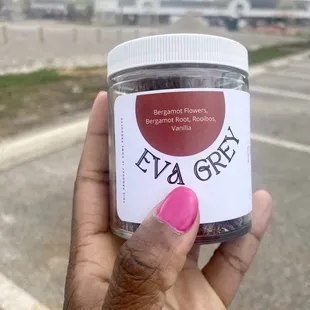 Bergamot Flowers,
Bergamot Root, Rooibos,
Vanilla
EVA GREY